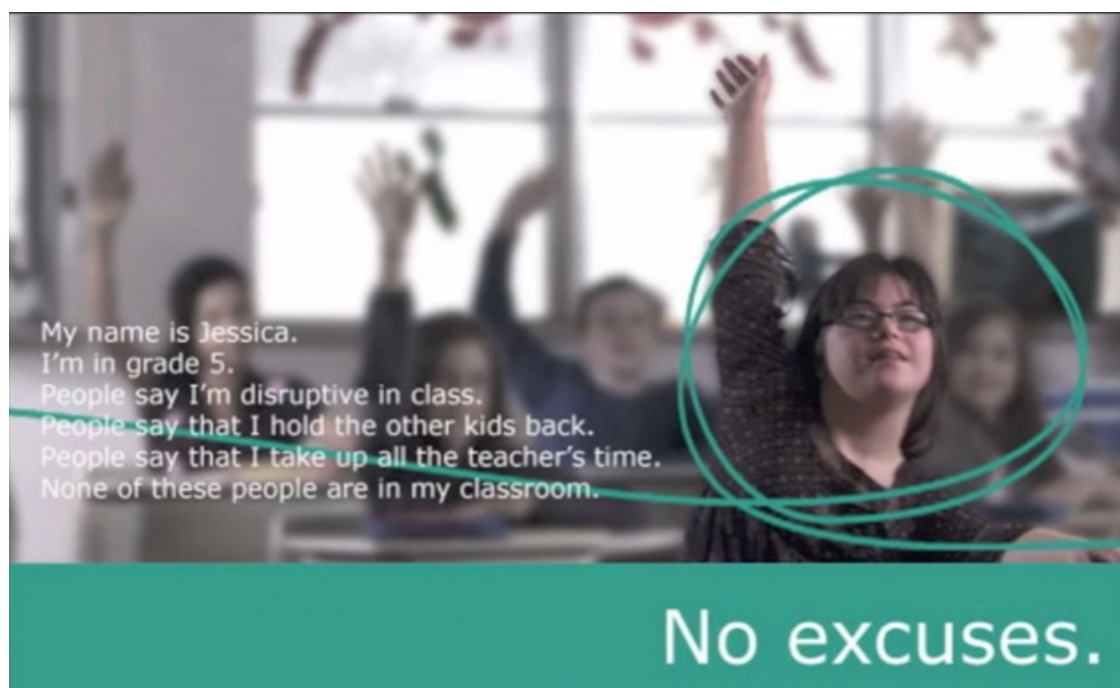 My name is Jessica.
I'm in grade 5.
People say I'm disruptive in class.
People say that I hold the other kids back.
People say that I take up all the teacher's time.
None of these people are in my classroom.
No excuses.